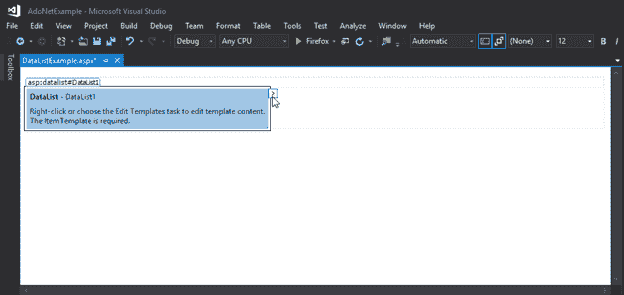 AdoNetExample - Microsoft Visual Studio
File Edit View Project Build Debug Team Format Table Tools Test Analyze Window Help
Debug Any CPU Firefox Automatic (None) 12 B I
Toolbox
DataListExample.aspx*
asp:datalist#DataList1
DataList - DataList1
Right-click or choose the Edit Templates task to edit template content.
The ItemTemplate is required.